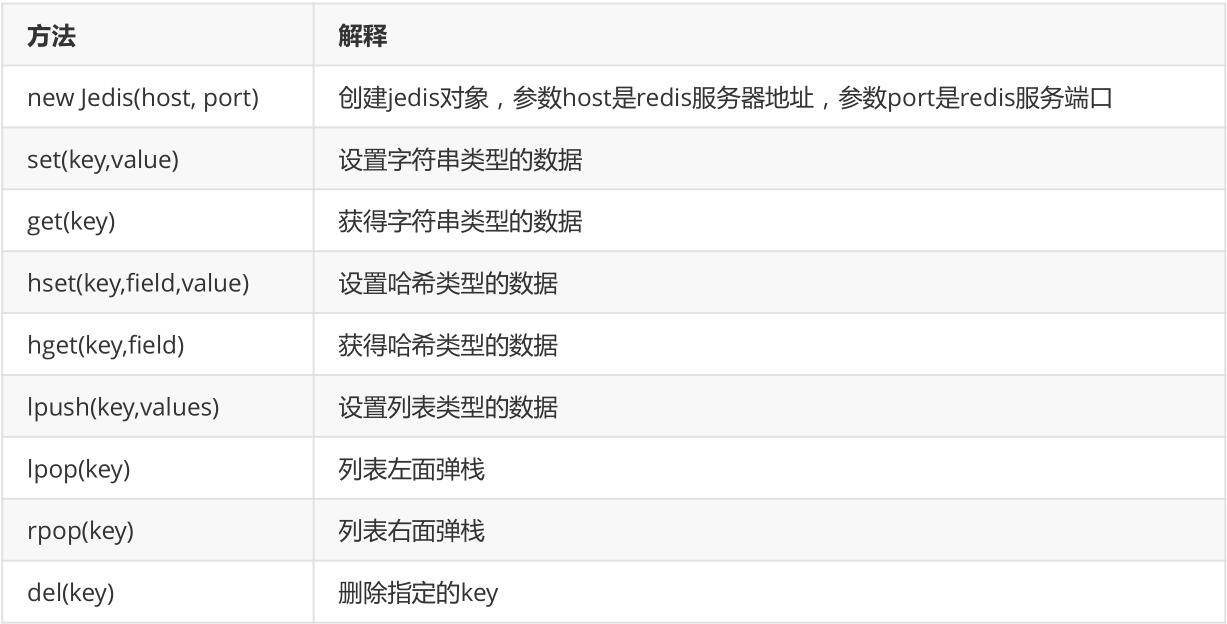 方法 解释
new Jedis(host, port) 创建jedis对象，参数host是redis服务器地址，参数port是redis服务端口
set(key,value) 设置字符串类型的数据
get(key) 获得字符串类型的数据
hset(key,field,value) 设置哈希类型的数据
hget(key,field) 获得哈希类型的数据
lpush(key,values) 设置列表类型的数据
lpop(key) 列表左面弹栈
rpop(key) 列表右面弹栈
del(key) 删除指定的key